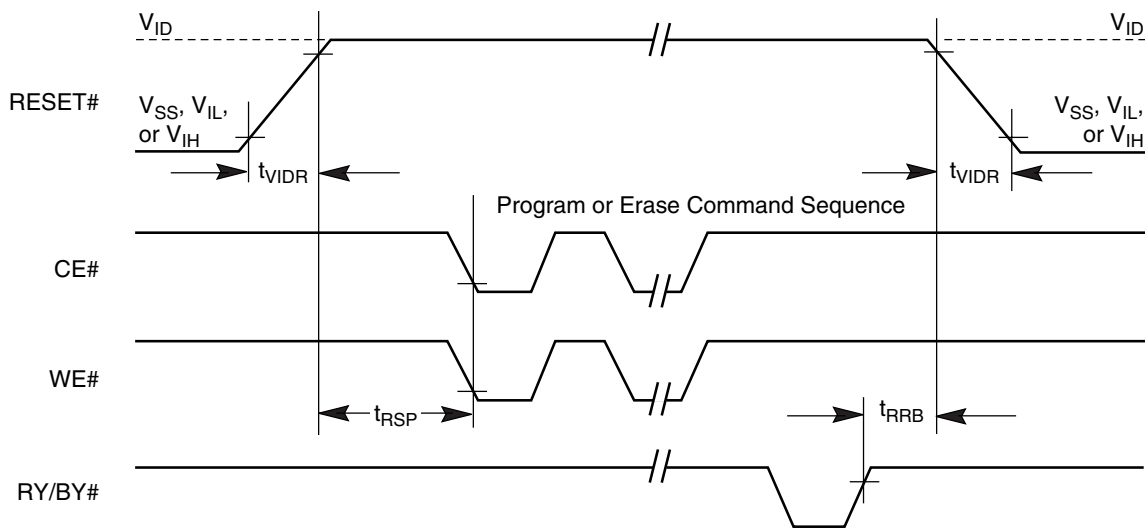 V_ID
V_ID
RESET#
V_SS, V_IL,
or V_IH
V_SS, V_IL,
or V_IH
t_VIDR
t_VIDR
Program or Erase Command Sequence
CE#
WE#
t_RSP
t_RRB
RY/BY#